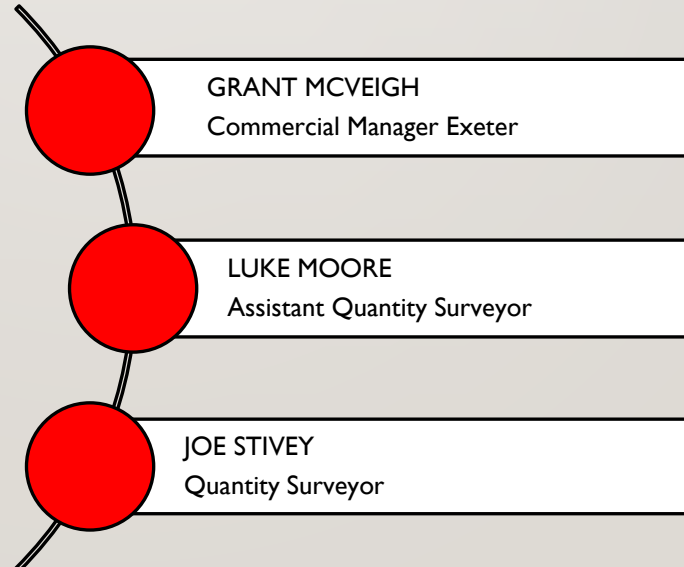 GRANT MCVEIGH
Commercial Manager Exeter
LUKE MOORE
Assistant Quantity Surveyor
JOE STIVEY
Quantity Surveyor